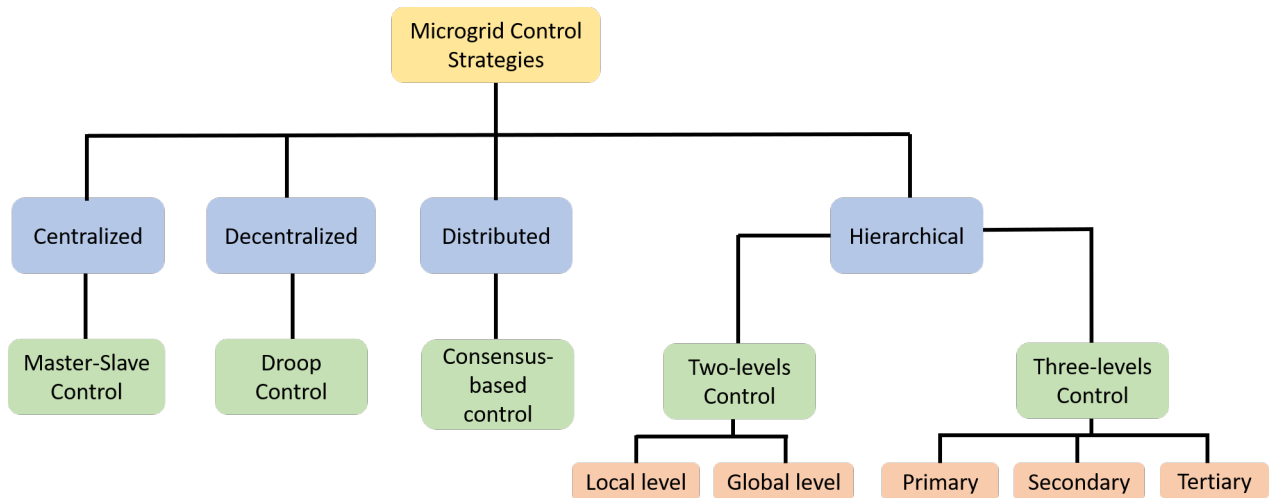 Microgrid Control
Strategies
Centralized
Decentralized
Distributed
Hierarchical
Master-Slave
Control
Droop
Control
Consensus-
based
control
Two-levels
Control
Three-levels
Control
Local level
Global level
Primary
Secondary
Tertiary